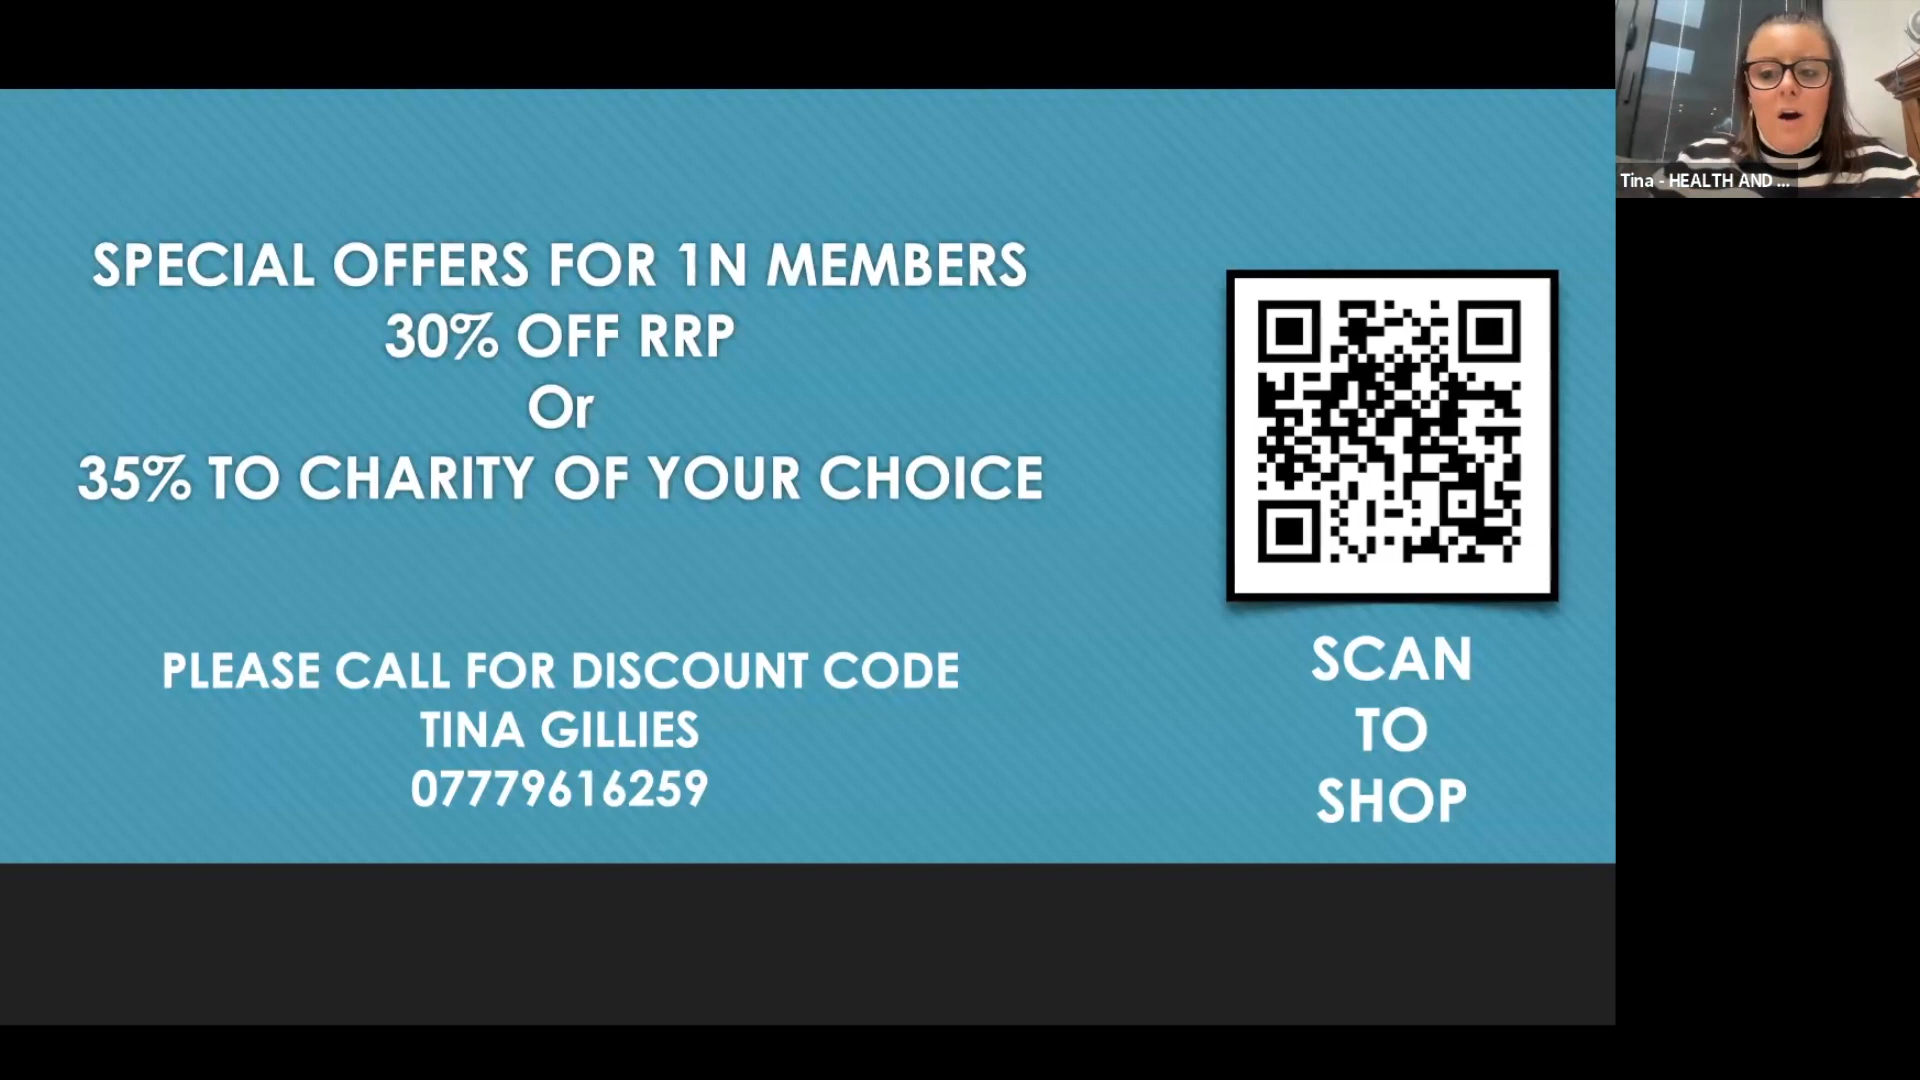 SPECIAL OFFERS FOR 1N MEMBERS
30% OFF RRP
Or
35% TO CHARITY OF YOUR CHOICE
PLEASE CALL FOR DISCOUNT CODE
TINA GILLIES
07779616259
SCAN
TO
SHOP
Tina - HEALTH AND ...